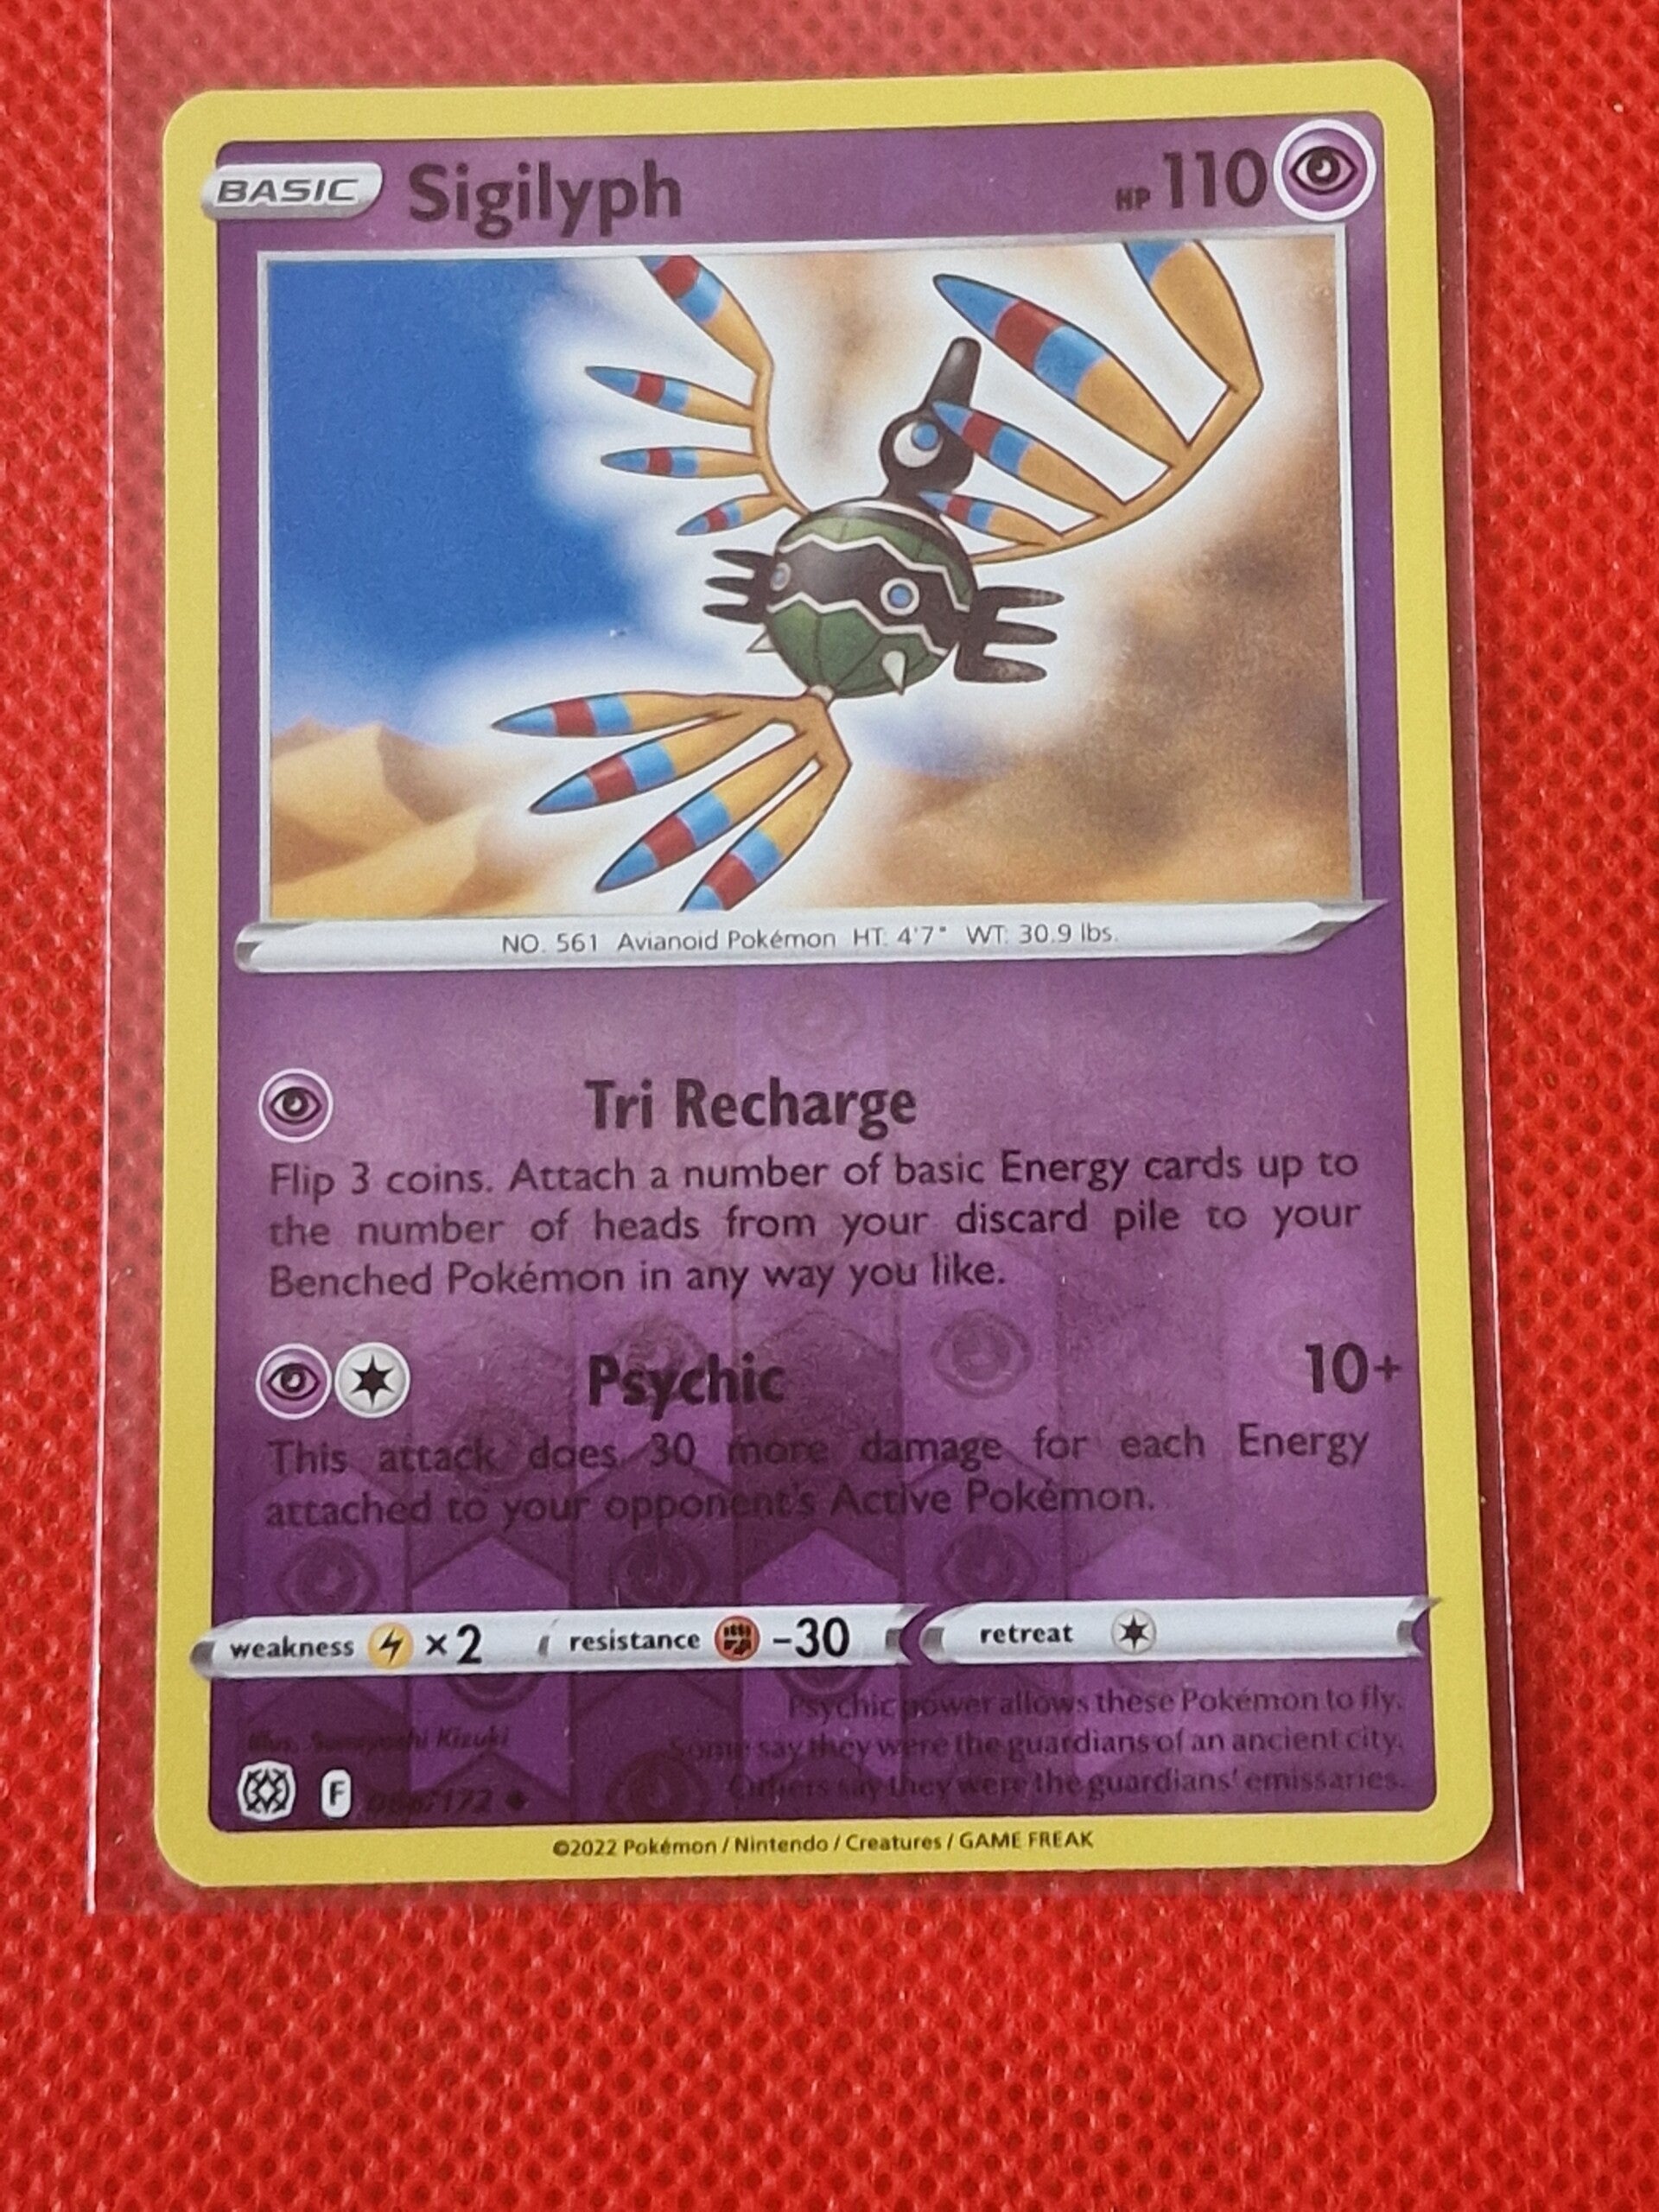 BASIC Sigilyph HP 110
NO. 561 Avianoid Pokémon HT. 4'7" WT. 30.9 lbs.
Tri Recharge
Flip 3 coins. Attach a number of basic Energy cards up to
the number of heads from your discard pile to your
Benched Pokémon in any way you like.
Psychic 10+
This attack does 30 more damage for each Energy
attached to your opponent's Active Pokémon.
weakness ×2 resistance -30 retreat
Psychic power allows these Pokémon to fly.
Some say they were the guardians of an ancient city.
Others say they were the guardians' emissaries.
Illus. Kizuki
F /172
©2022 Pokémon / Nintendo / Creatures / GAME FREAK